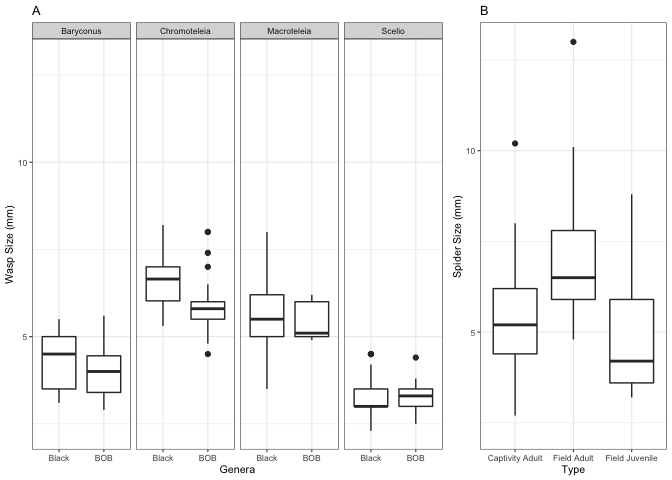 A
Baryconus Chromoteleia Macroteleia Scelio
Wasp Size (mm)
10
5
Black BOB Black BOB Black BOB Black BOB
Genera
B
Spider Size (mm)
10
5
Captivity Adult Field Adult Field Juvenile
Type